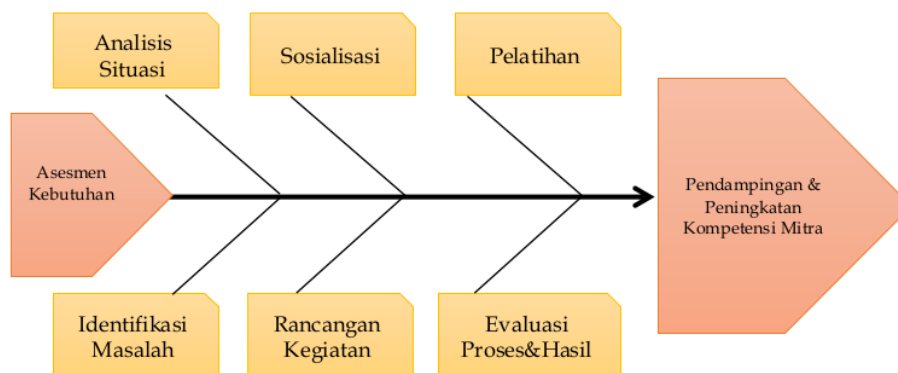 Analisis
Situasi
Sosialisasi
Pelatihan
Asesmen
Kebutuhan
Pendampingan &
Peningkatan
Kompetensi Mitra
Identifikasi
Masalah
Rancangan
Kegiatan
Evaluasi
Proses&Hasil